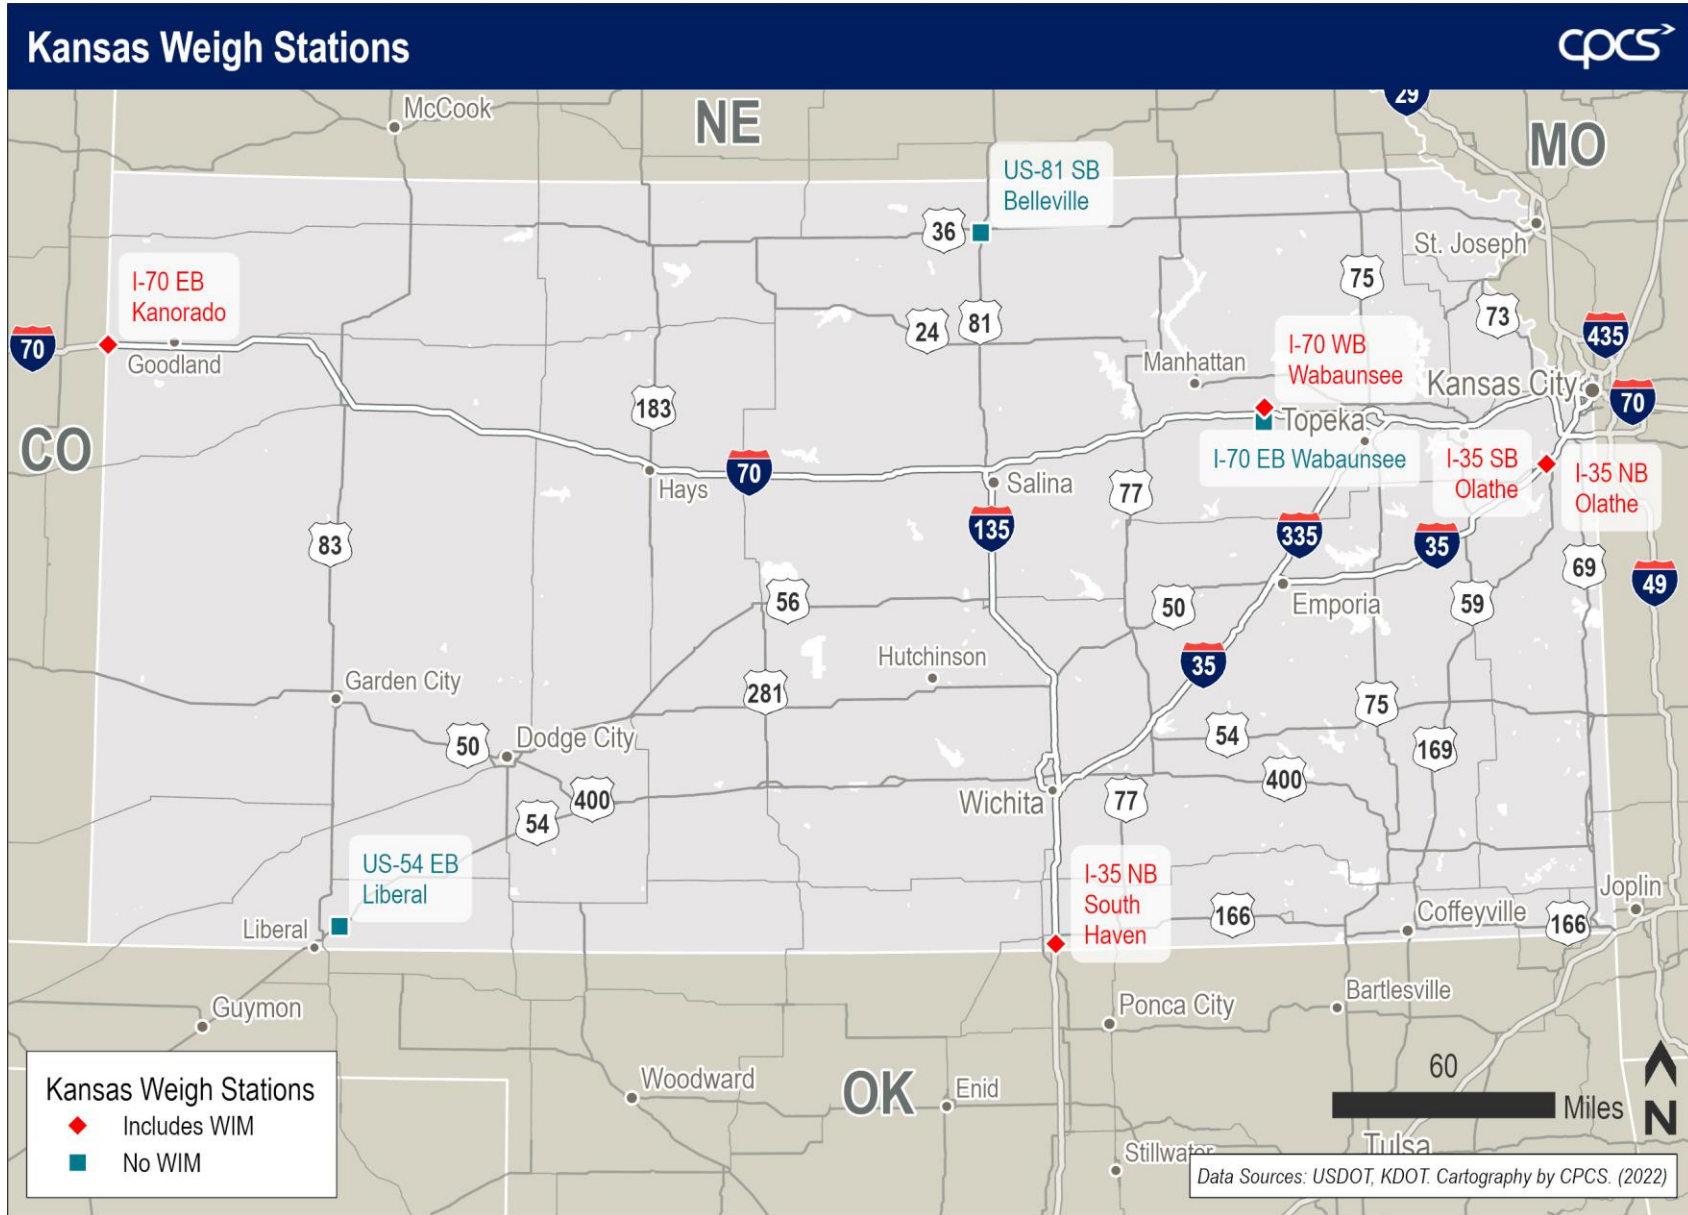 Kansas Weigh Stations
cpcs
29
McCook
NE
MO
US-81 SB
Belleville
36
St. Joseph
75
I-70 EB
Kanorado
73
81
24
435
70
Goodland
I-70 WB
Wabaunsee
Manhattan
Kansas City
70
183
CO
Topeka
I-70 EB Wabaunsee
I-35 SB
Olathe
I-35 NB
Olathe
70
Hays
Salina
77
135
335
35
83
69
49
56
50
Emporia
59
Hutchinson
35
Garden City
281
75
50
Dodge City
54
169
400
400
Wichita
77
54
US-54 EB
Liberal
I-35 NB
South
Haven
Joplin
166
Coffeyville
166
Liberal
Guymon
Ponca City
Bartlesville
60
Miles
N
Woodward
OK
Enid
Tulsa
Stillwater
Kansas Weigh Stations
Includes WIM
No WIM
Data Sources: USDOT, KDOT. Cartography by CPCS. (2022)